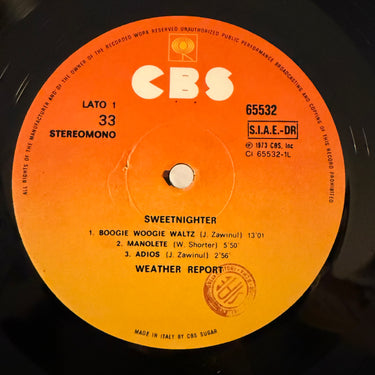 ALL RIGHTS OF THE MANUFACTURER AND OF THE OWNER OF THE RECORDED WORK RESERVED UNAUTHORIZED PUBLIC PERFORMANCE BROADCASTING AND COPYING OF THIS RECORD PROHIBITED
CBS
LATO 1
33
STEREOMONO
65532
S.I.A.E.-DR
℗ 1973 CBS, Inc
Ci 65532-1L
SWEETNIGHTER
1. BOOGIE WOOGIE WALTZ (J. Zawinul) 13'01
2. MANOLETE (W. Shorter) 5'50
3. ADIOS (J. Zawinul) 2'56
WEATHER REPORT
MADE IN ITALY BY CBS SUGAR